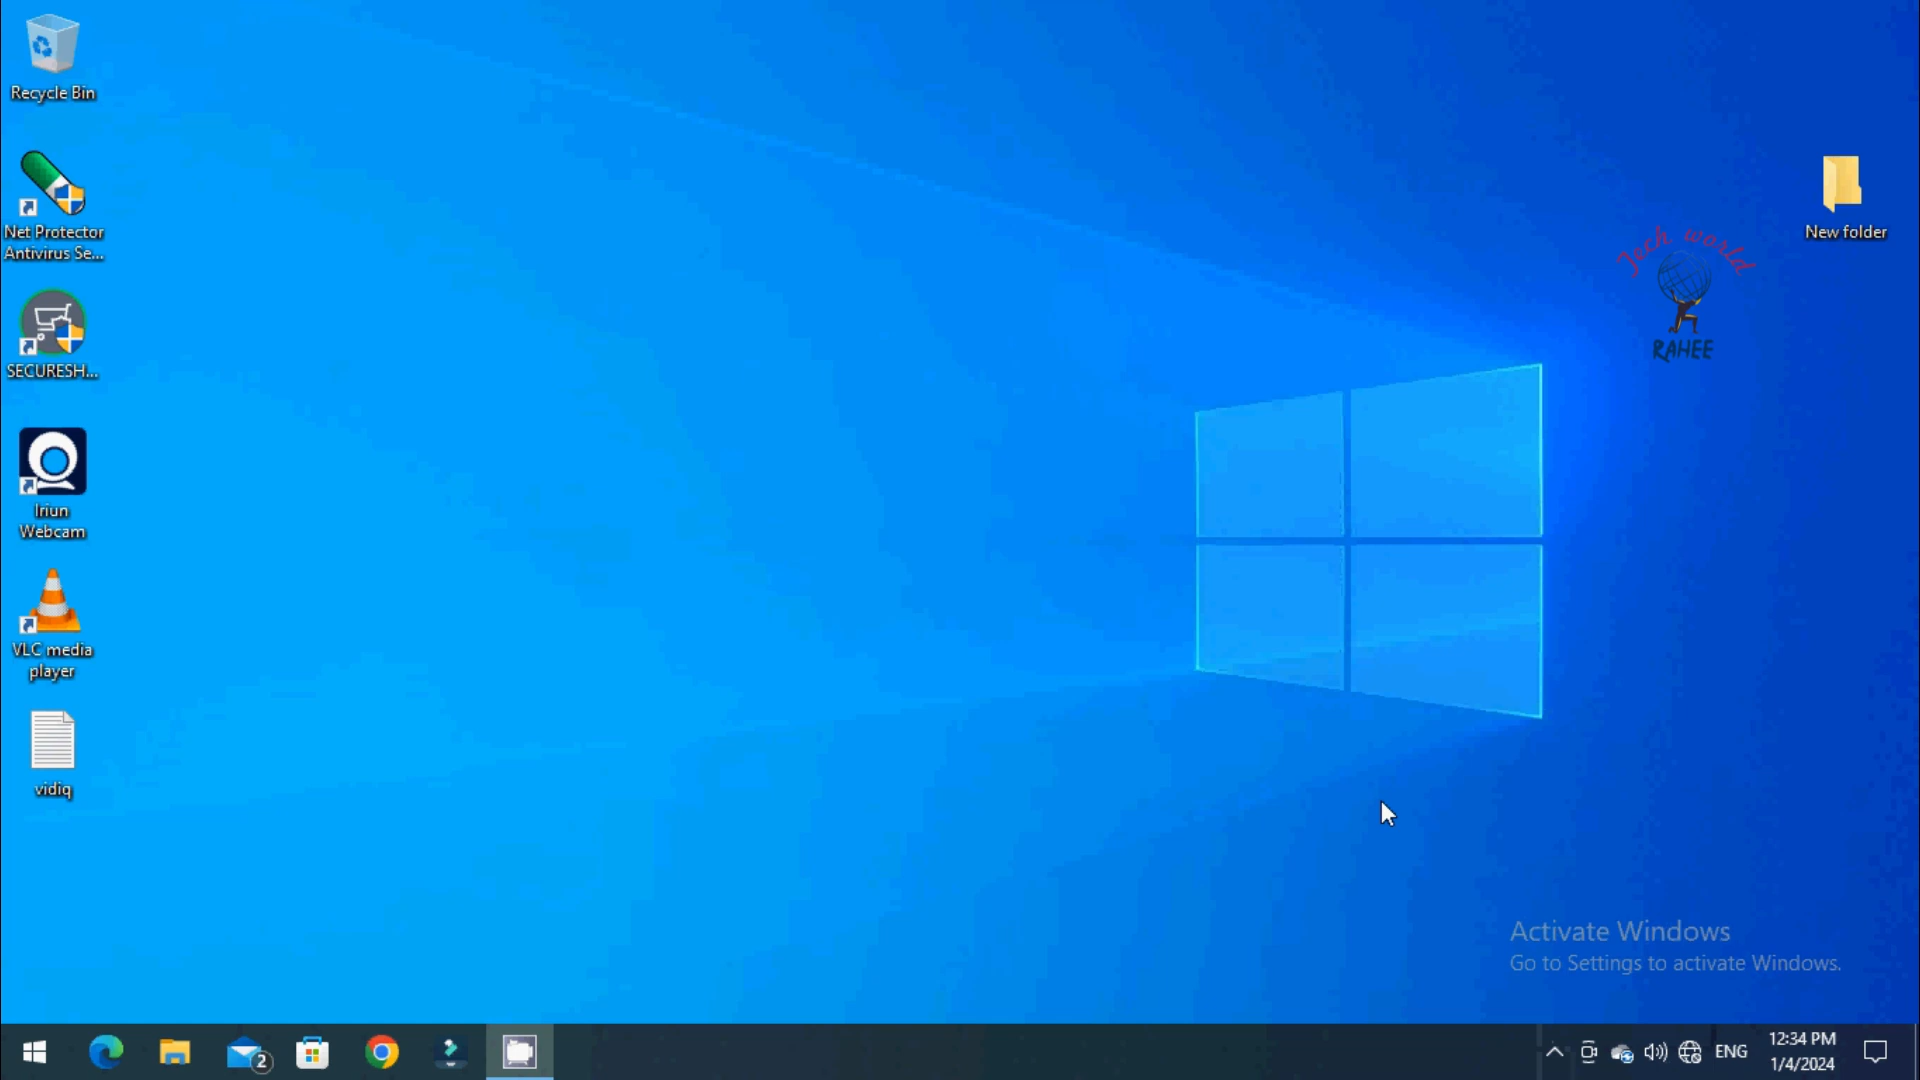 Recycle Bin
Net Protector
Antivirus Se...
SECURESH...
Iriun
Webcam
VLC media
player
vidiq
New folder
Tech world
RAHEE
Activate Windows
Go to Settings to activate Windows.
2
ENG
12:34 PM
1/4/2024